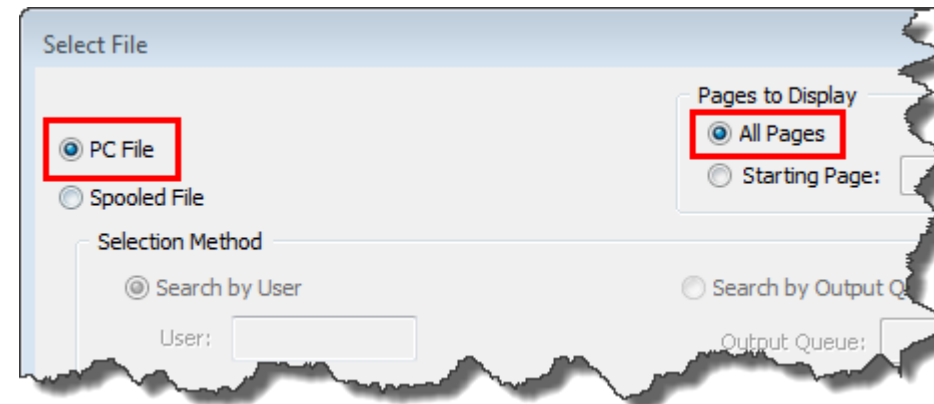 Select File
Pages to Display
PC File
All Pages
Starting Page:
Spooled File
Selection Method
Search by User
Search by Output
User:
Output Queue: